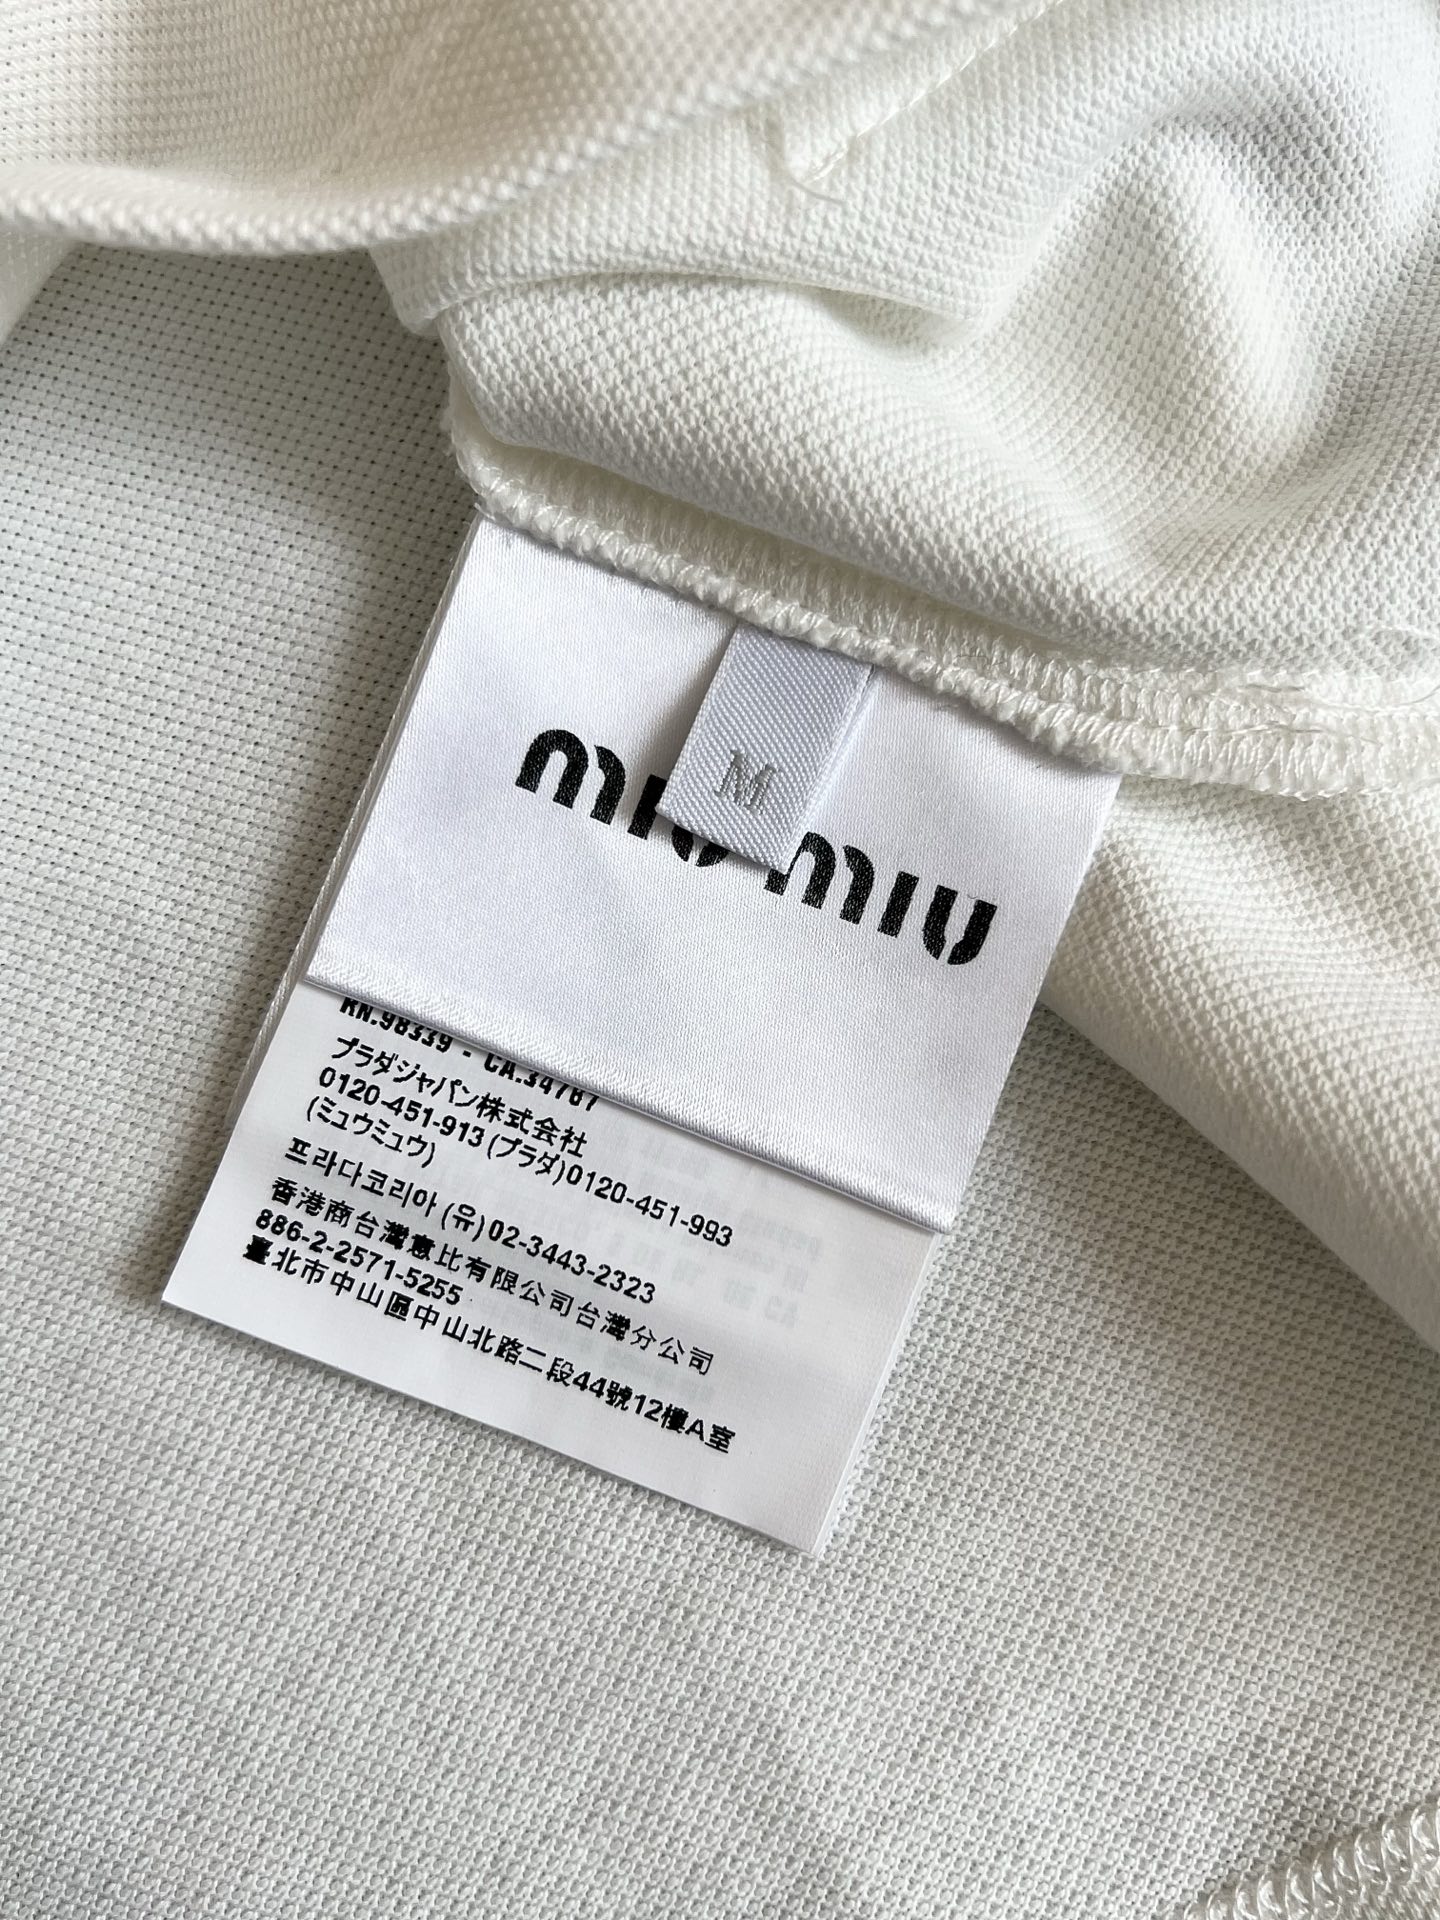 miu miu
M
RN.98339 - CA.34767
プラダジャパン株式会社
0120-451-913 (プラダ)0120-451-993
(ミュウミュウ)
프라다코리아 (유) 02-3443-2323
香港商台灣意比有限公司台灣分公司
886-2-2571-5255
臺北市中山區中山北路二段44號12樓A室